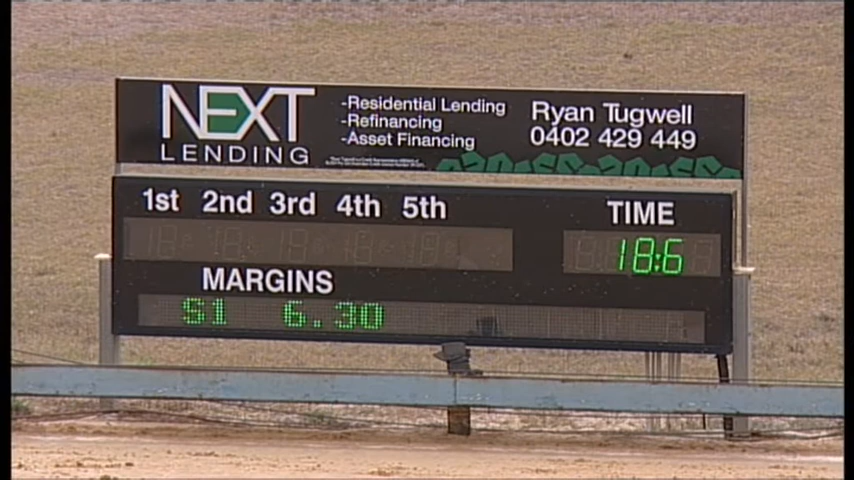 NEXT
LENDING
-Residential Lending
-Refinancing
-Asset Financing
Ryan Tugwell
0402 429 449
1st 2nd 3rd 4th 5th
TIME
18:6
MARGINS
S1 6.30